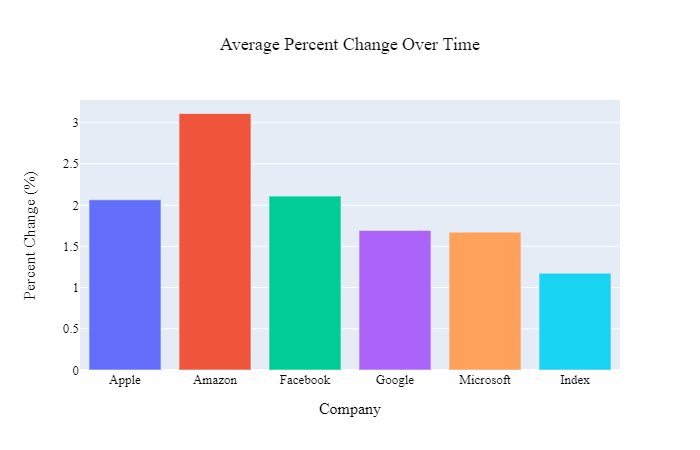 Average Percent Change Over Time
Percent Change (%)
3
2.5
2
1.5
1
0.5
0
Apple Amazon Facebook Google Microsoft Index
Company